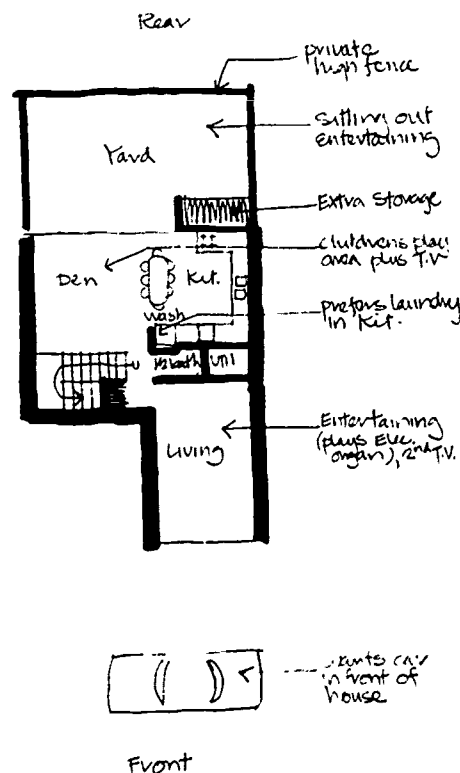 Rear
private
high fence
Sitting out
entertaining
Yard
Extra Storage
childrens play
area plus T.V
Den
Kit.
wash
prefers laundry
in Kit.
U
1/2 bath
util
Entertaining
(plays Elec.
organ), 2nd T.V.
Living
wants car
in front of
house
Front